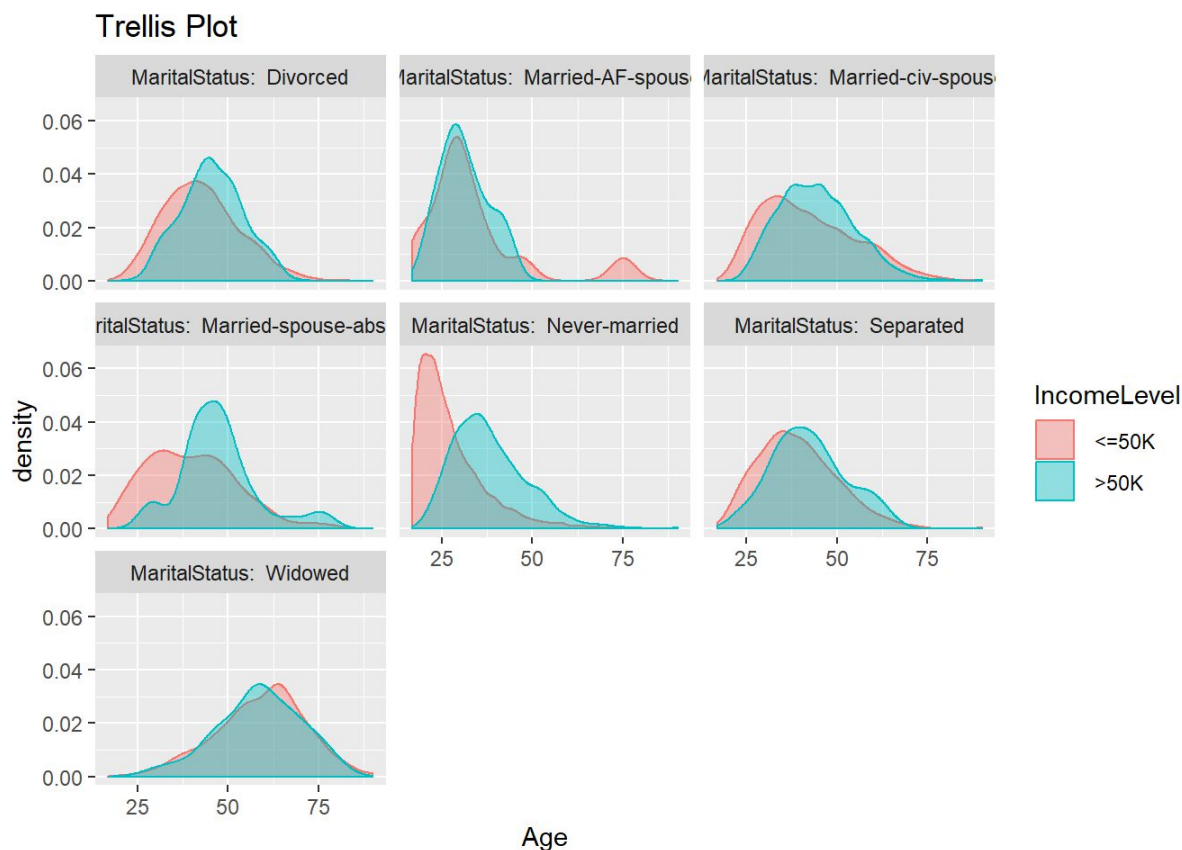 Trellis Plot
MaritalStatus: Divorced
MaritalStatus: Married-AF-spous
MaritalStatus: Married-civ-spous
0.06
0.04
0.02
0.00
ritalStatus: Married-spouse-abs
MaritalStatus: Never-married
MaritalStatus: Separated
0.06
0.04
0.02
0.00
25 50 75
25 50 75
MaritalStatus: Widowed
0.06
0.04
0.02
0.00
25 50 75
density
Age
IncomeLevel
<=50K
>50K